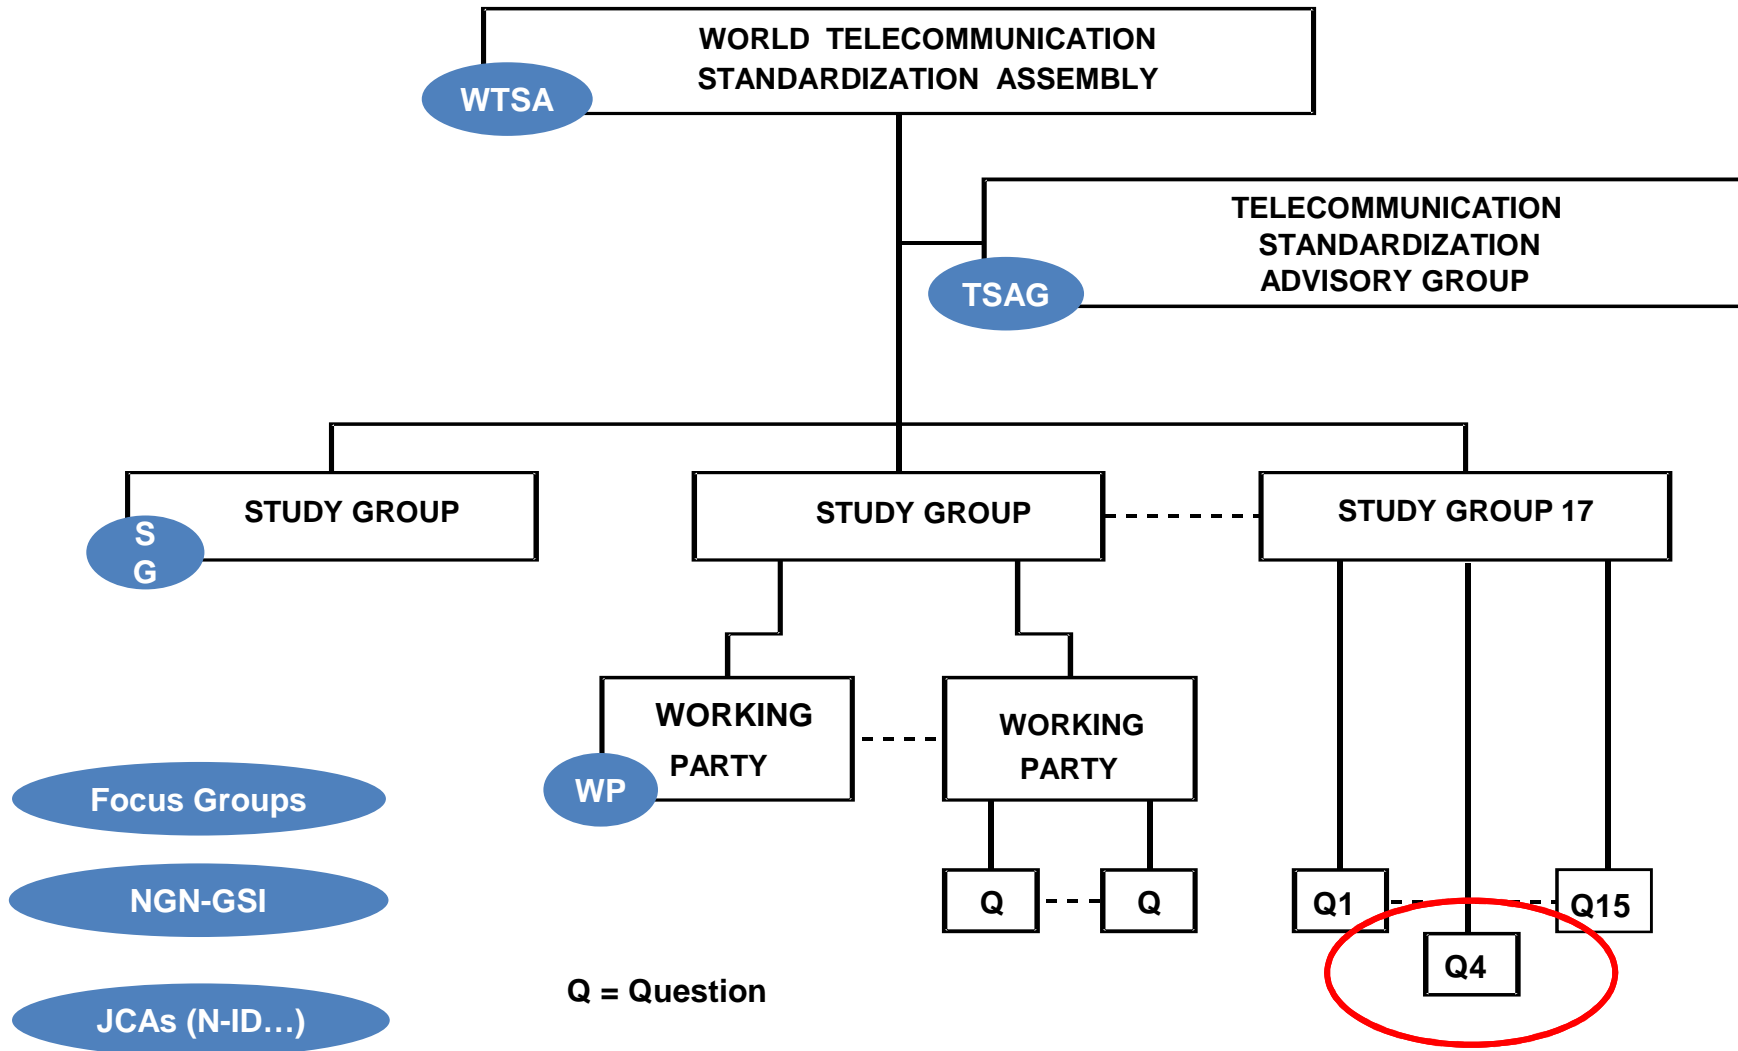 WORLD TELECOMMUNICATION
STANDARDIZATION ASSEMBLY
WTSA
TELECOMMUNICATION
STANDARDIZATION
ADVISORY GROUP
TSAG
STUDY GROUP
S
G
STUDY GROUP
STUDY GROUP 17
WORKING
PARTY
WP
WORKING
PARTY
Focus Groups
NGN-GSI
JCAs (N-ID…)
Q
Q
Q1
Q15
Q4
Q = Question